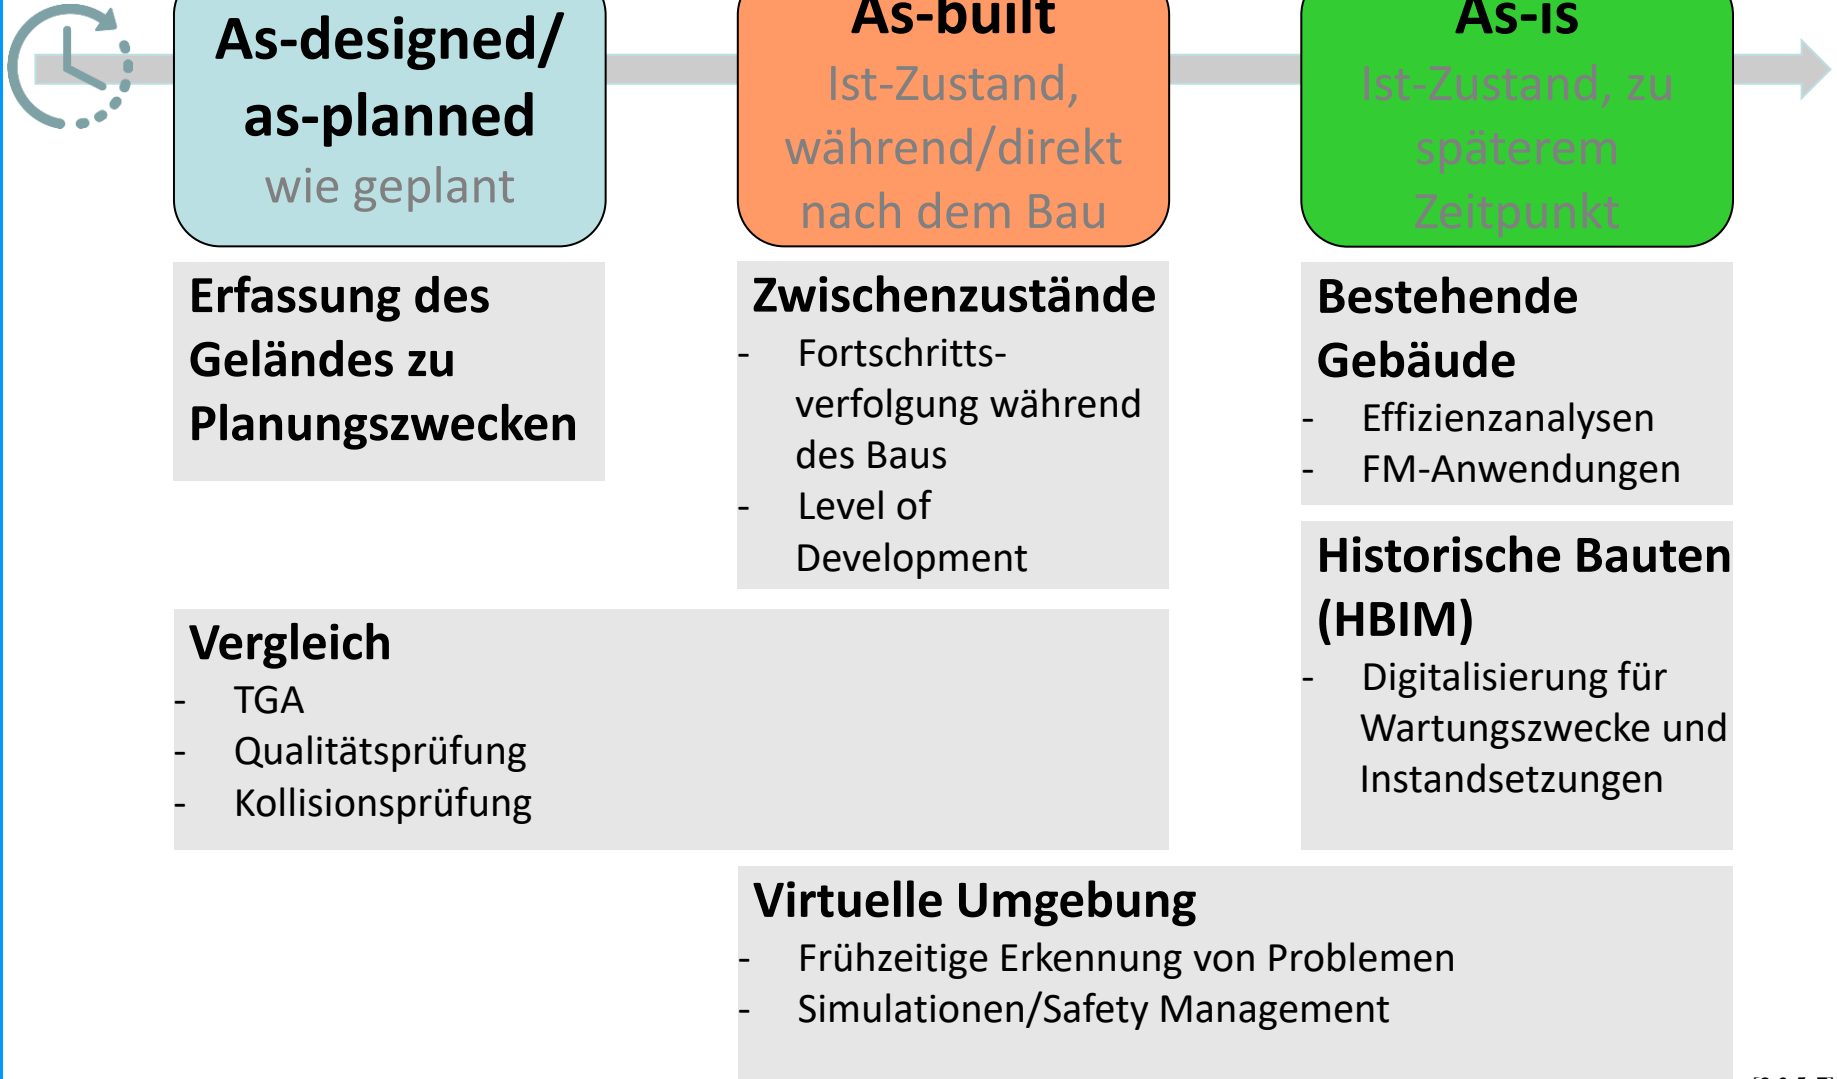 As-designed/
as-planned
wie geplant
As-built
Ist-Zustand,
während/direkt
nach dem Bau
As-is
Ist-Zustand, zu
späterem
Zeitpunkt
Erfassung des
Geländes zu
Planungszwecken
Zwischenzustände
- Fortschritts-
verfolgung während
des Baus
- Level of
Development
Bestehende
Gebäude
- Effizienzanalysen
- FM-Anwendungen
Historische Bauten
(HBIM)
- Digitalisierung für
Wartungszwecke und
Instandsetzungen
Vergleich
- TGA
- Qualitätsprüfung
- Kollisionsprüfung
Virtuelle Umgebung
- Frühzeitige Erkennung von Problemen
- Simulationen/Safety Management